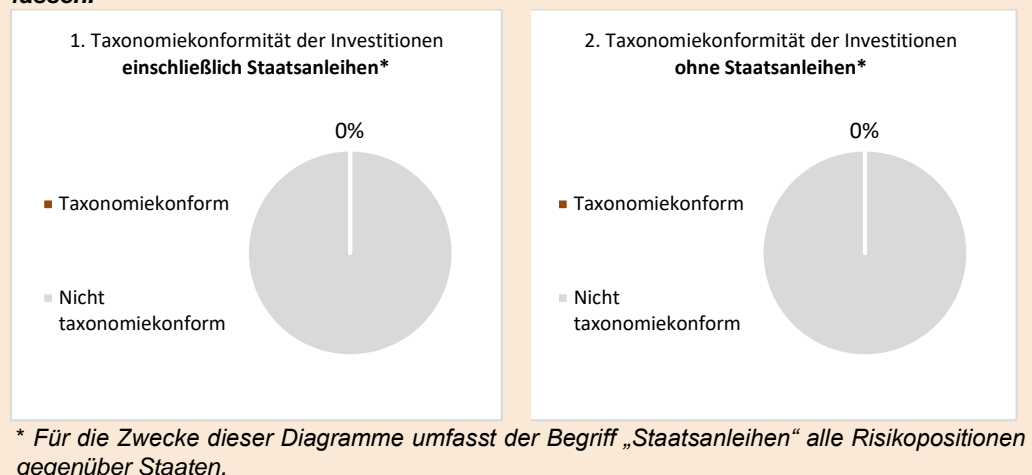 lassen.
1. Taxonomiekonformität der Investitionen
einschließlich Staatsanleihen*
0%
Taxonomiekonform
Nicht
taxonomiekonform
2. Taxonomiekonformität der Investitionen
ohne Staatsanleihen*
0%
Taxonomiekonform
Nicht
taxonomiekonform
* Für die Zwecke dieser Diagramme umfasst der Begriff „Staatsanleihen“ alle Risikopositionen
gegenüber Staaten.